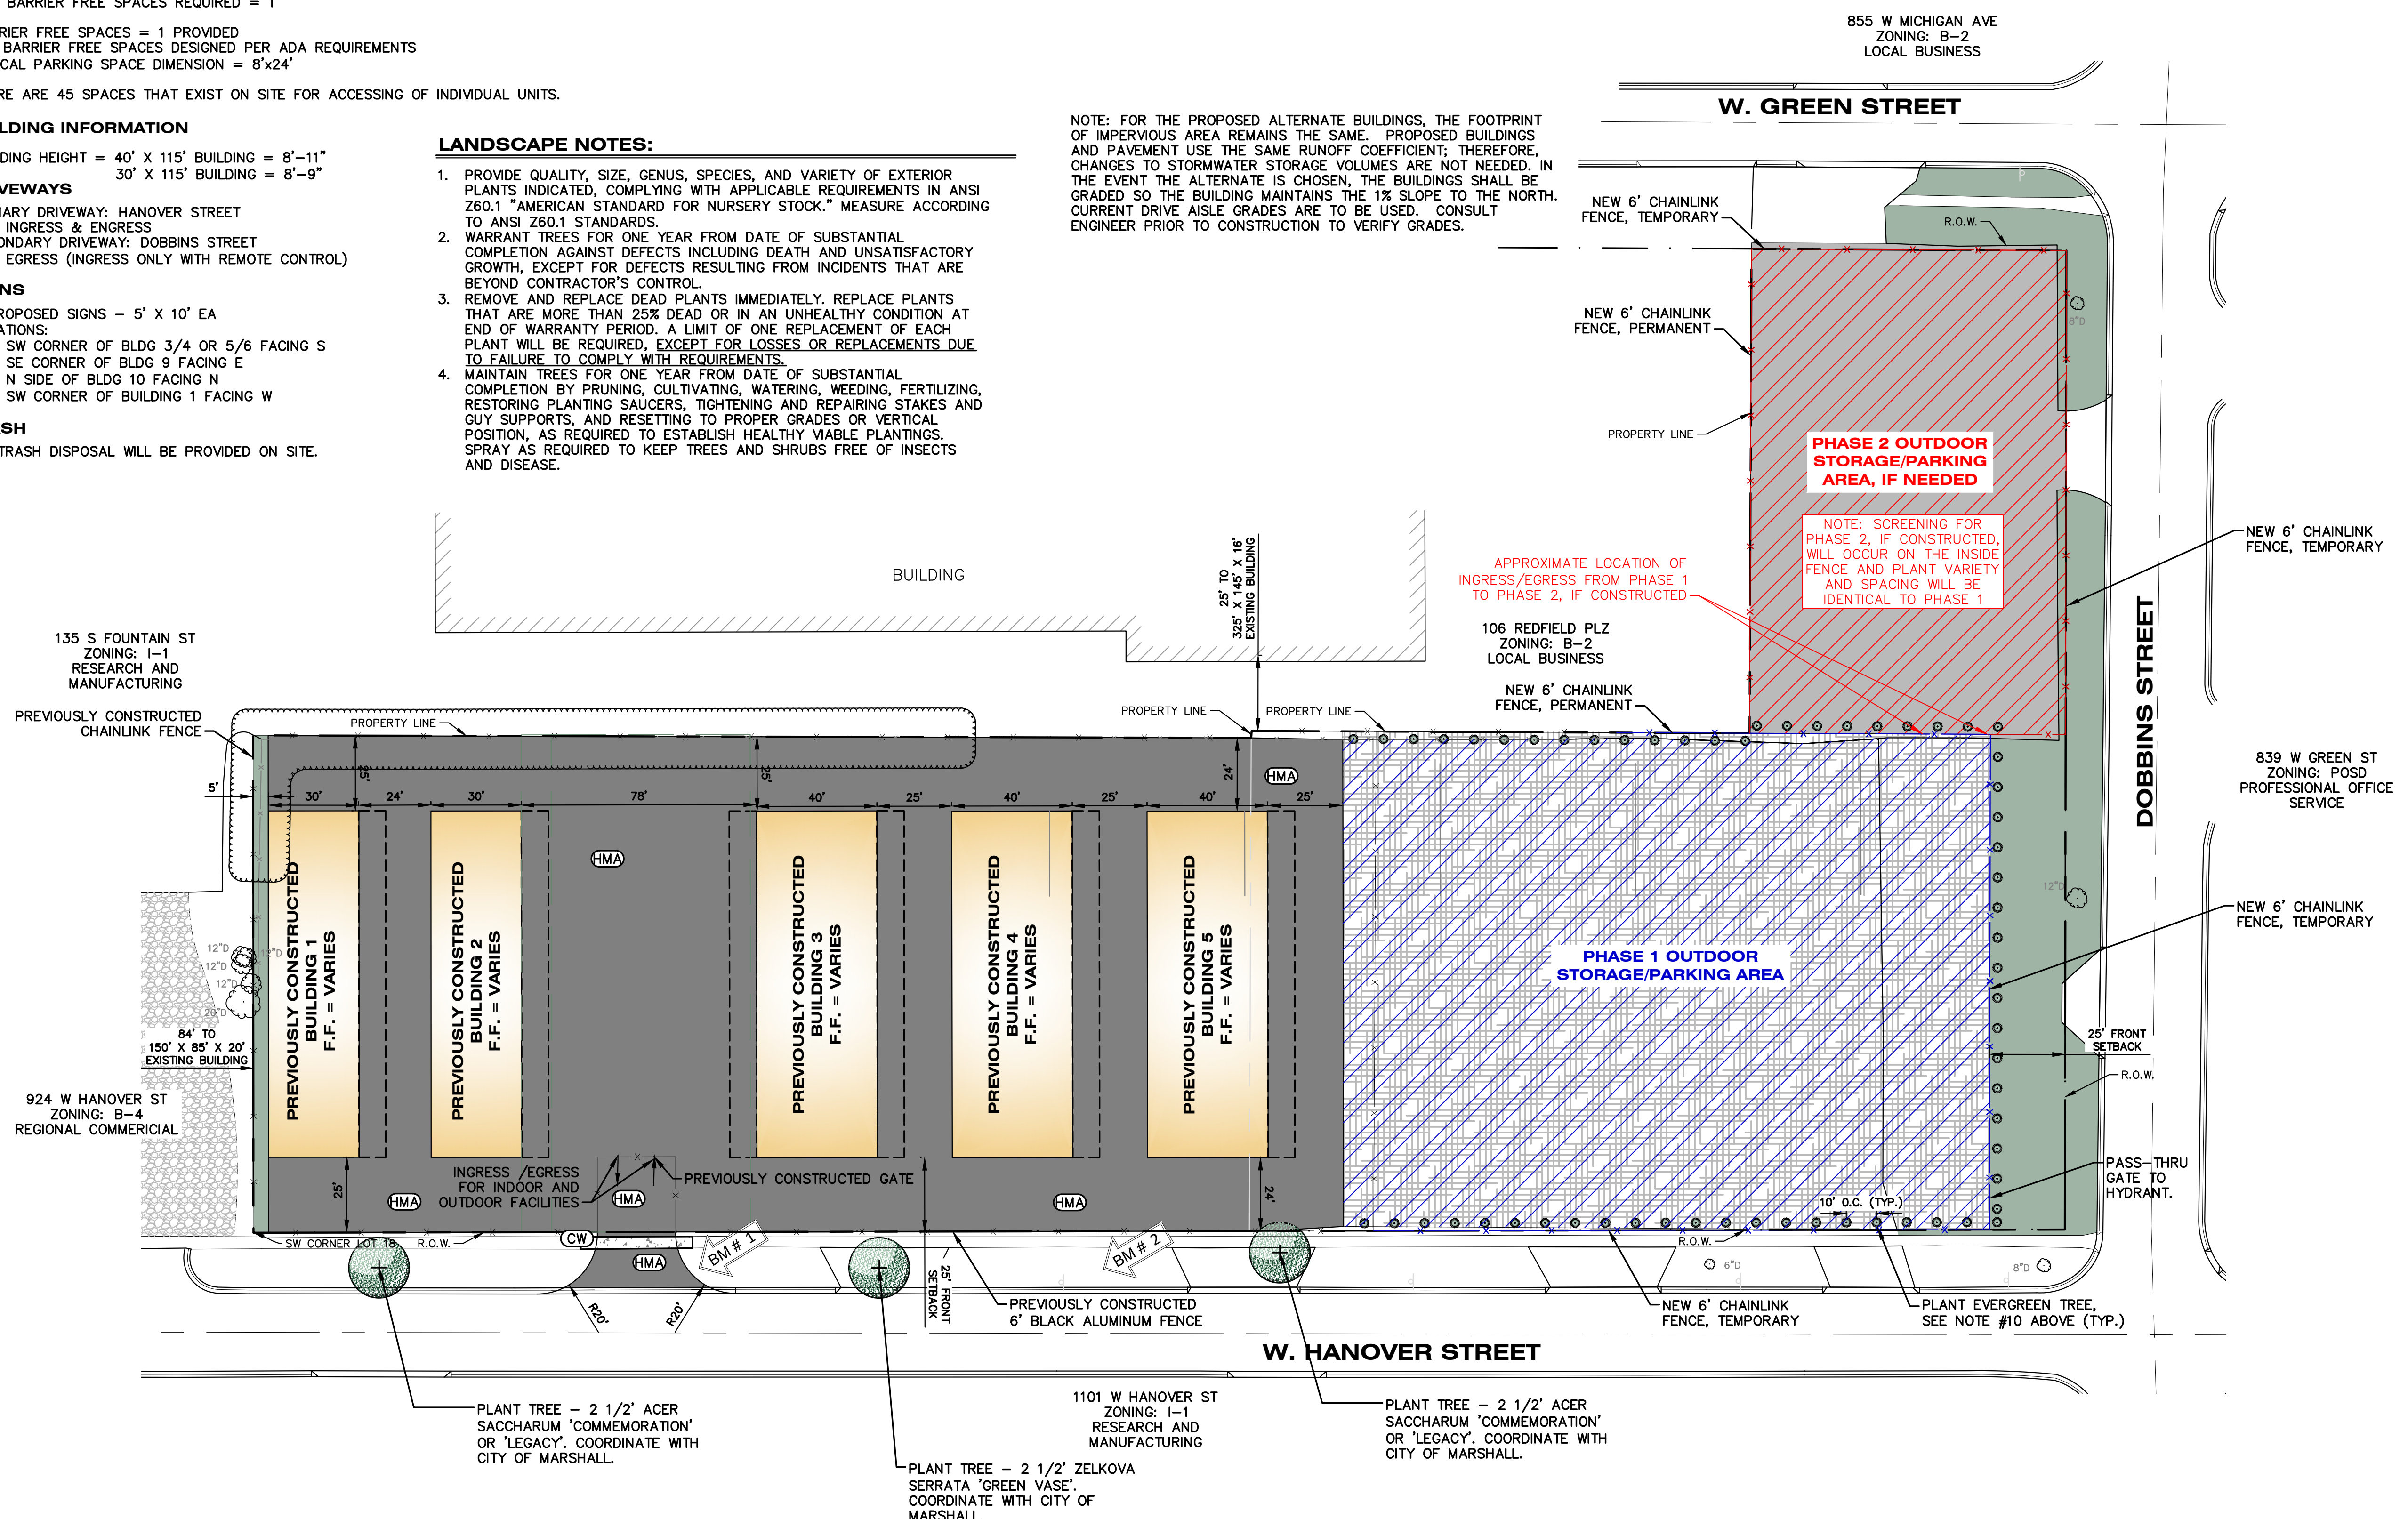 BARRIER FREE SPACES REQUIRED = 1
RIER FREE SPACES = 1 PROVIDED
BARRIER FREE SPACES DESIGNED PER ADA REQUIREMENTS
CAL PARKING SPACE DIMENSION = 8'x24'
RE ARE 45 SPACES THAT EXIST ON SITE FOR ACCESSING OF INDIVIDUAL UNITS.
LDING INFORMATION
DING HEIGHT = 40' X 115' BUILDING = 8'-11"
30' X 115' BUILDING = 8'-9"
VEWAYS
ARY DRIVEWAY: HANOVER STREET
INGRESS & ENGRESS
ONDARY DRIVEWAY: DOBBINS STREET
EGRESS (INGRESS ONLY WITH REMOTE CONTROL)
NS
ROPOSED SIGNS - 5' X 10' EA
ATIONS:
SW CORNER OF BLDG 3/4 OR 5/6 FACING S
SE CORNER OF BLDG 9 FACING E
N SIDE OF BLDG 10 FACING N
SW CORNER OF BUILDING 1 FACING W
ASH
TRASH DISPOSAL WILL BE PROVIDED ON SITE.
LANDSCAPE NOTES:
1. PROVIDE QUALITY, SIZE, GENUS, SPECIES, AND VARIETY OF EXTERIOR
PLANTS INDICATED, COMPLYING WITH APPLICABLE REQUIREMENTS IN ANSI
Z60.1 "AMERICAN STANDARD FOR NURSERY STOCK." MEASURE ACCORDING
TO ANSI Z60.1 STANDARDS.
2. WARRANT TREES FOR ONE YEAR FROM DATE OF SUBSTANTIAL
COMPLETION AGAINST DEFECTS INCLUDING DEATH AND UNSATISFACTORY
GROWTH, EXCEPT FOR DEFECTS RESULTING FROM INCIDENTS THAT ARE
BEYOND CONTRACTOR'S CONTROL.
3. REMOVE AND REPLACE DEAD PLANTS IMMEDIATELY. REPLACE PLANTS
THAT ARE MORE THAN 25% DEAD OR IN AN UNHEALTHY CONDITION AT
END OF WARRANTY PERIOD. A LIMIT OF ONE REPLACEMENT OF EACH
PLANT WILL BE REQUIRED, EXCEPT FOR LOSSES OR REPLACEMENTS DUE
TO FAILURE TO COMPLY WITH REQUIREMENTS.
4. MAINTAIN TREES FOR ONE YEAR FROM DATE OF SUBSTANTIAL
COMPLETION BY PRUNING, CULTIVATING, WATERING, WEEDING, FERTILIZING,
RESTORING PLANTING SAUCERS, TIGHTENING AND REPAIRING STAKES AND
GUY SUPPORTS, AND RESETTING TO PROPER GRADES OR VERTICAL
POSITION, AS REQUIRED TO ESTABLISH HEALTHY VIABLE PLANTINGS.
SPRAY AS REQUIRED TO KEEP TREES AND SHRUBS FREE OF INSECTS
AND DISEASE.
NOTE: FOR THE PROPOSED ALTERNATE BUILDINGS, THE FOOTPRINT
OF IMPERVIOUS AREA REMAINS THE SAME. PROPOSED BUILDINGS
AND PAVEMENT USE THE SAME RUNOFF COEFFICIENT; THEREFORE,
CHANGES TO STORMWATER STORAGE VOLUMES ARE NOT NEEDED. IN
THE EVENT THE ALTERNATE IS CHOSEN, THE BUILDINGS SHALL BE
GRADED SO THE BUILDING MAINTAINS THE 1% SLOPE TO THE NORTH.
CURRENT DRIVE AISLE GRADES ARE TO BE USED. CONSULT
ENGINEER PRIOR TO CONSTRUCTION TO VERIFY GRADES.
855 W MICHIGAN AVE
ZONING: B-2
LOCAL BUSINESS
W. GREEN STREET
NEW 6' CHAINLINK
FENCE, TEMPORARY
R.O.W.
NEW 6' CHAINLINK
FENCE, PERMANENT
8"D
PROPERTY LINE
PHASE 2 OUTDOOR
STORAGE/PARKING
AREA, IF NEEDED
NOTE: SCREENING FOR
PHASE 2, IF CONSTRUCTED,
WILL OCCUR ON THE INSIDE
FENCE AND PLANT VARIETY
AND SPACING WILL BE
IDENTICAL TO PHASE 1
NEW 6' CHAINLINK
FENCE, TEMPORARY
APPROXIMATE LOCATION OF
INGRESS/EGRESS FROM PHASE 1
TO PHASE 2, IF CONSTRUCTED
106 REDFIELD PLZ
ZONING: B-2
LOCAL BUSINESS
NEW 6' CHAINLINK
FENCE, PERMANENT
DOBBINS STREET
839 W GREEN ST
ZONING: POSD
PROFESSIONAL OFFICE
SERVICE
BUILDING
25' TO
325' X 145' X 16'
EXISTING BUILDING
135 S FOUNTAIN ST
ZONING: I-1
RESEARCH AND
MANUFACTURING
PREVIOUSLY CONSTRUCTED
CHAINLINK FENCE
PROPERTY LINE
PROPERTY LINE
PROPERTY LINE
5'
25'
25'
24'
HMA
30'
24'
30'
78'
40'
25'
40'
25'
40'
25'
HMA
PREVIOUSLY CONSTRUCTED
BUILDING 1
F.F. = VARIES
PREVIOUSLY CONSTRUCTED
BUILDING 2
F.F. = VARIES
PREVIOUSLY CONSTRUCTED
BUILDING 3
F.F. = VARIES
PREVIOUSLY CONSTRUCTED
BUILDING 4
F.F. = VARIES
PREVIOUSLY CONSTRUCTED
BUILDING 5
F.F. = VARIES
PHASE 1 OUTDOOR
STORAGE/PARKING AREA
12"D
NEW 6' CHAINLINK
FENCE, TEMPORARY
12"D
12"D
12"D
12"D
20"D
84' TO
150' X 85' X 20'
EXISTING BUILDING
924 W HANOVER ST
ZONING: B-4
REGIONAL COMMERICIAL
25' FRONT
SETBACK
R.O.W.
PASS-THRU
GATE TO
HYDRANT.
10' O.C. (TYP.)
INGRESS /EGRESS
FOR INDOOR AND
OUTDOOR FACILITIES
PREVIOUSLY CONSTRUCTED GATE
25'
24'
HMA
HMA
HMA
SW CORNER LOT 18
R.O.W.
CW
HMA
BM # 1
BM # 2
25' FRONT
SETBACK
R20'
R20'
R.O.W.
6"D
8"D
PREVIOUSLY CONSTRUCTED
6' BLACK ALUMINUM FENCE
NEW 6' CHAINLINK
FENCE, TEMPORARY
PLANT EVERGREEN TREE,
SEE NOTE #10 ABOVE (TYP.)
W. HANOVER STREET
PLANT TREE - 2 1/2' ACER
SACCHARUM 'COMMEMORATION'
OR 'LEGACY'. COORDINATE WITH
CITY OF MARSHALL.
PLANT TREE - 2 1/2' ZELKOVA
SERRATA 'GREEN VASE'.
COORDINATE WITH CITY OF
MARSHALL.
1101 W HANOVER ST
ZONING: I-1
RESEARCH AND
MANUFACTURING
PLANT TREE - 2 1/2' ACER
SACCHARUM 'COMMEMORATION'
OR 'LEGACY'. COORDINATE WITH
CITY OF MARSHALL.